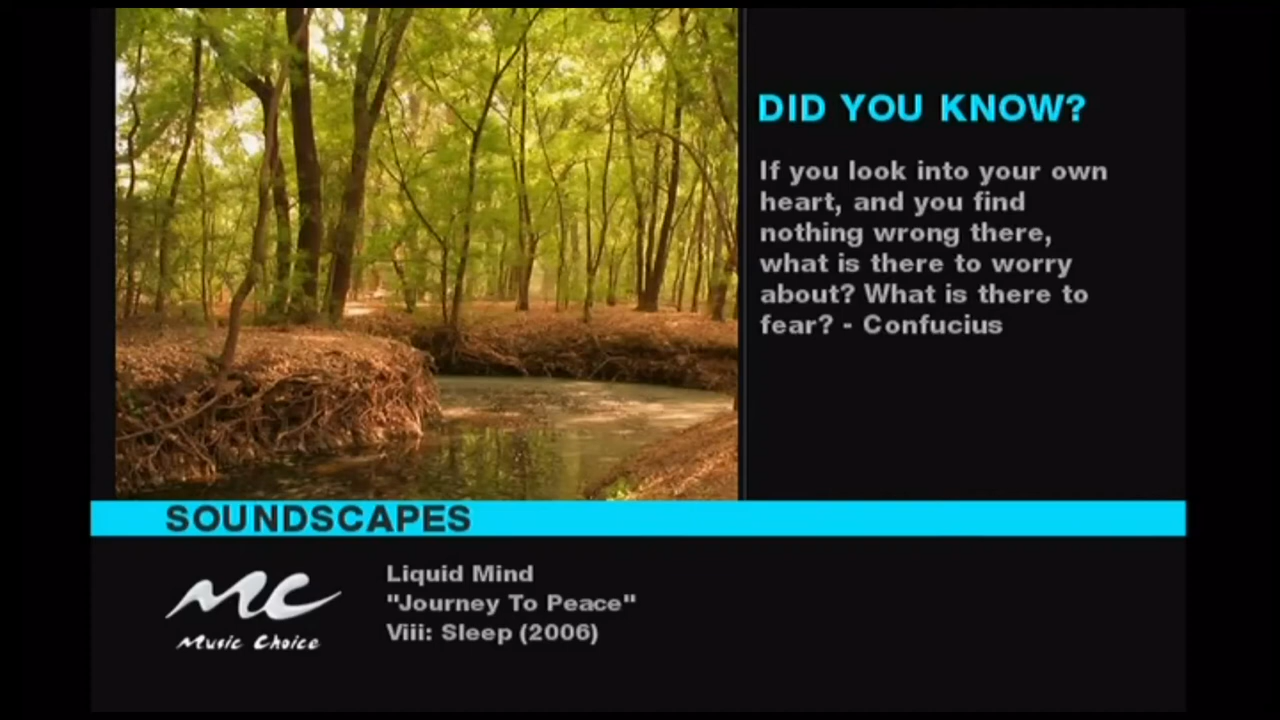 DID YOU KNOW?
If you look into your own
heart, and you find
nothing wrong there,
what is there to worry
about? What is there to
fear? - Confucius
SOUNDSCAPES
MC
Music Choice
Liquid Mind
"Journey To Peace"
Viii: Sleep (2006)